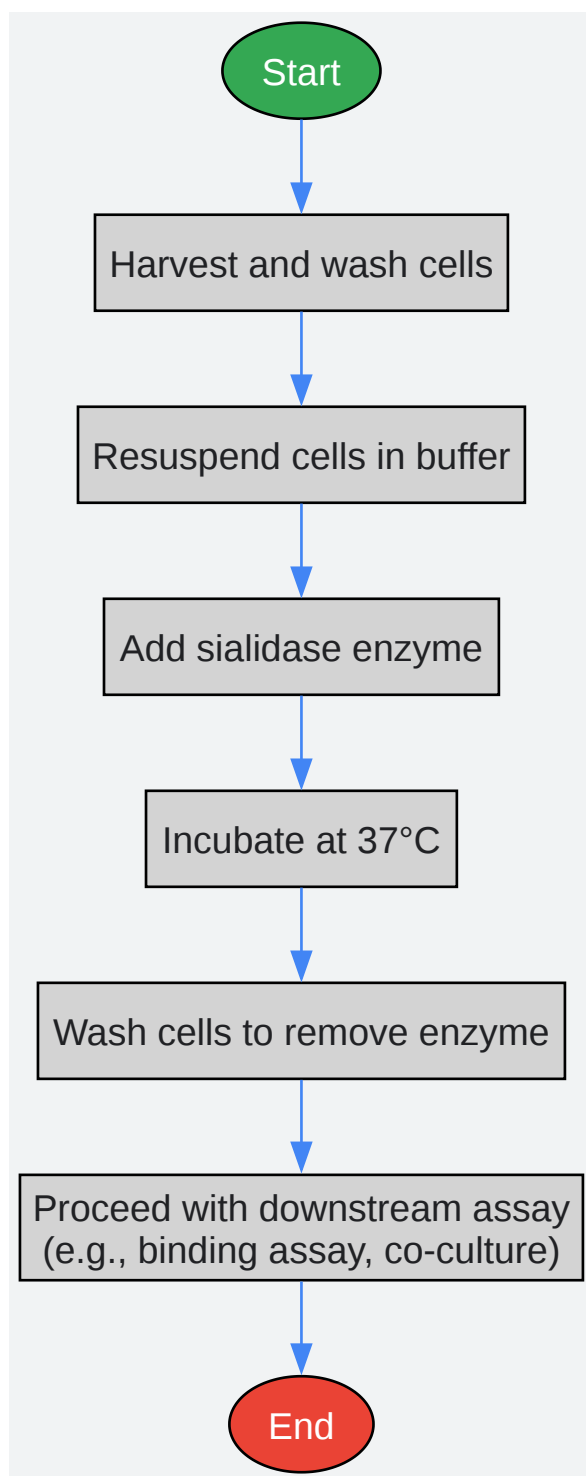 Start
Harvest and wash cells
Resuspend cells in buffer
Add sialidase enzyme
Incubate at 37°C
Wash cells to remove enzyme
Proceed with downstream assay
(e.g., binding assay, co-culture)
End